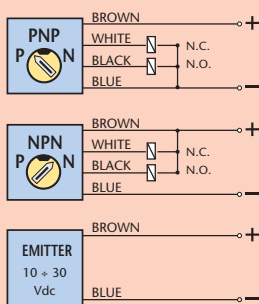 BROWN +
PNP WHITE N.C.
P N BLACK N.O.
BLUE –
BROWN +
NPN WHITE N.C.
P N BLACK N.O.
BLUE –
BROWN +
EMITTER
10 ÷ 30
Vdc
BLUE –